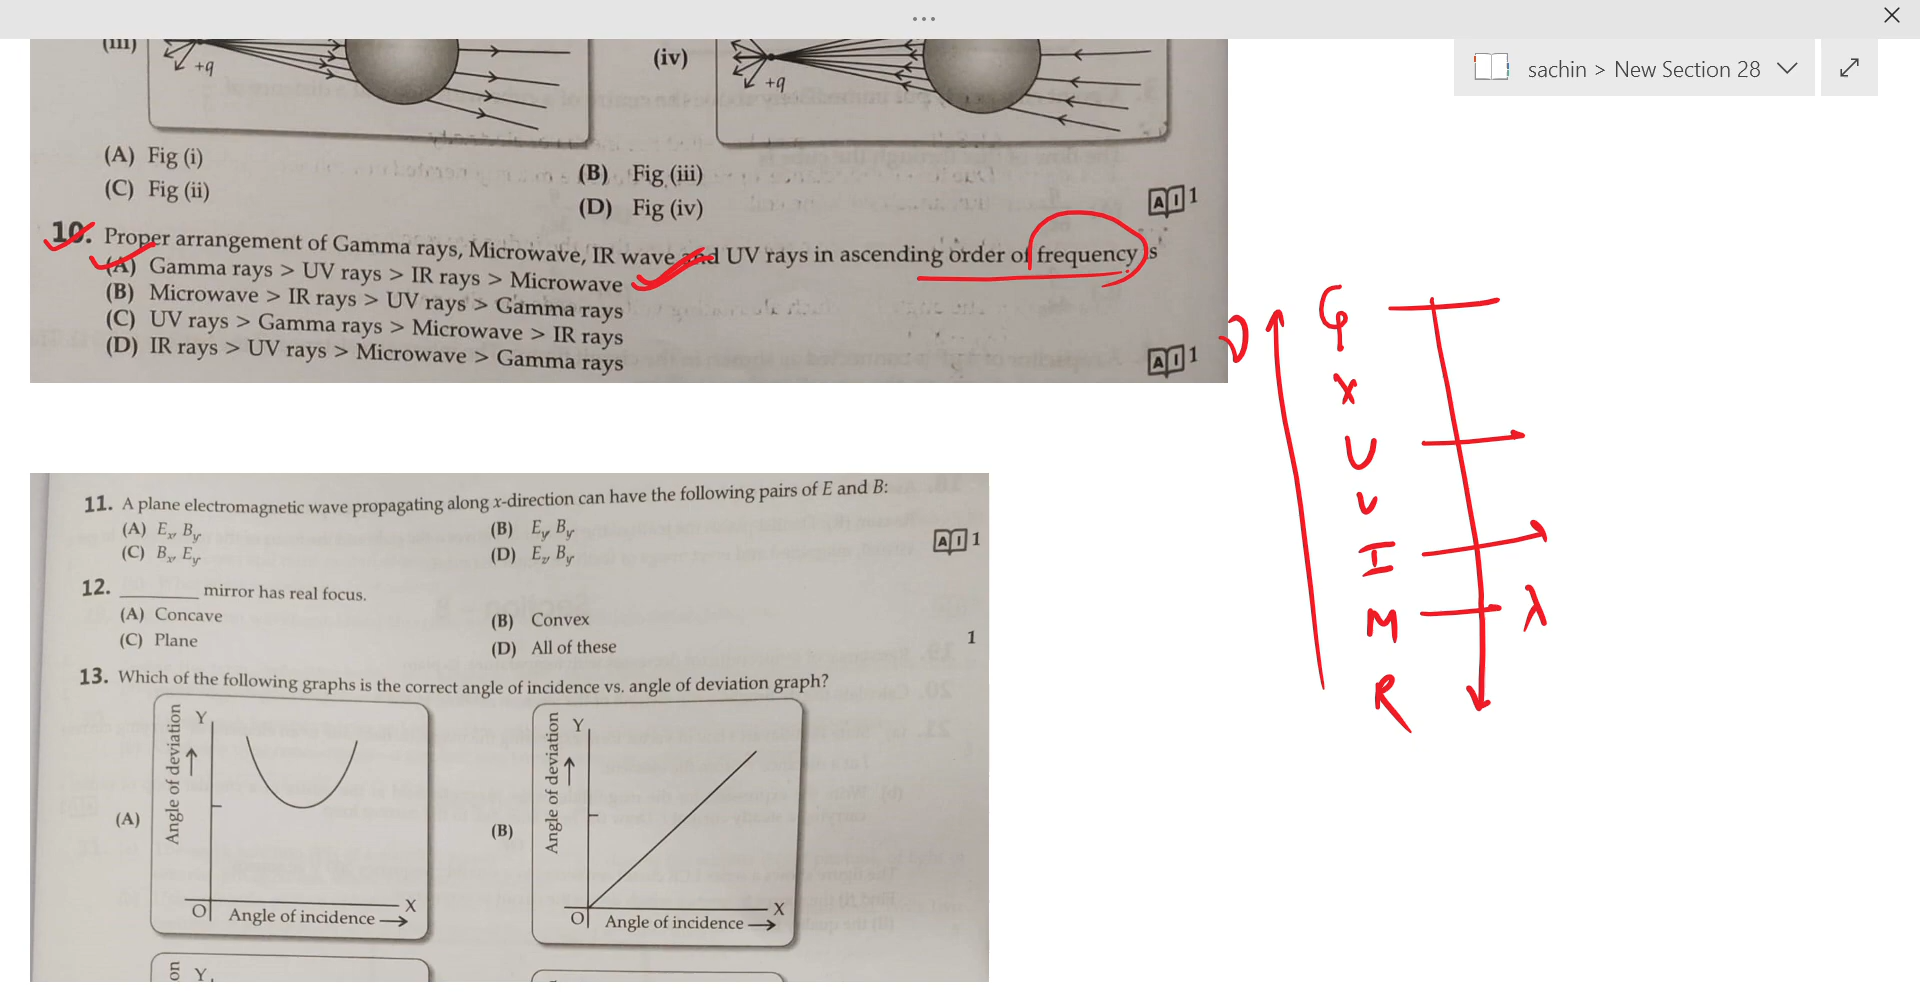 sachin > New Section 28
(iii)
+q
(iv)
+q
(A) Fig (i)
(B) Fig (iii)
(C) Fig (ii)
(D) Fig (iv)
AI 1
10. Proper arrangement of Gamma rays, Microwave, IR wave and UV rays in ascending order of frequency is
(A) Gamma rays > UV rays > IR rays > Microwave
(B) Microwave > IR rays > UV rays > Gamma rays
(C) UV rays > Gamma rays > Microwave > IR rays
(D) IR rays > UV rays > Microwave > Gamma rays
AI 1
G
X
U
V
I
M
λ
R
11. A plane electromagnetic wave propagating along x-direction can have the following pairs of E and B:
(A) Ex, By
(B) Ey, By
(C) Bx, Ey
(D) Ez, By
AI 1
12. ________ mirror has real focus.
(A) Concave
(B) Convex
(C) Plane
(D) All of these
1
13. Which of the following graphs is the correct angle of incidence vs. angle of deviation graph?
(A)
Angle of deviation
Y
O
X
Angle of incidence
(B)
Angle of deviation
Y
O
X
Angle of incidence
on
Y